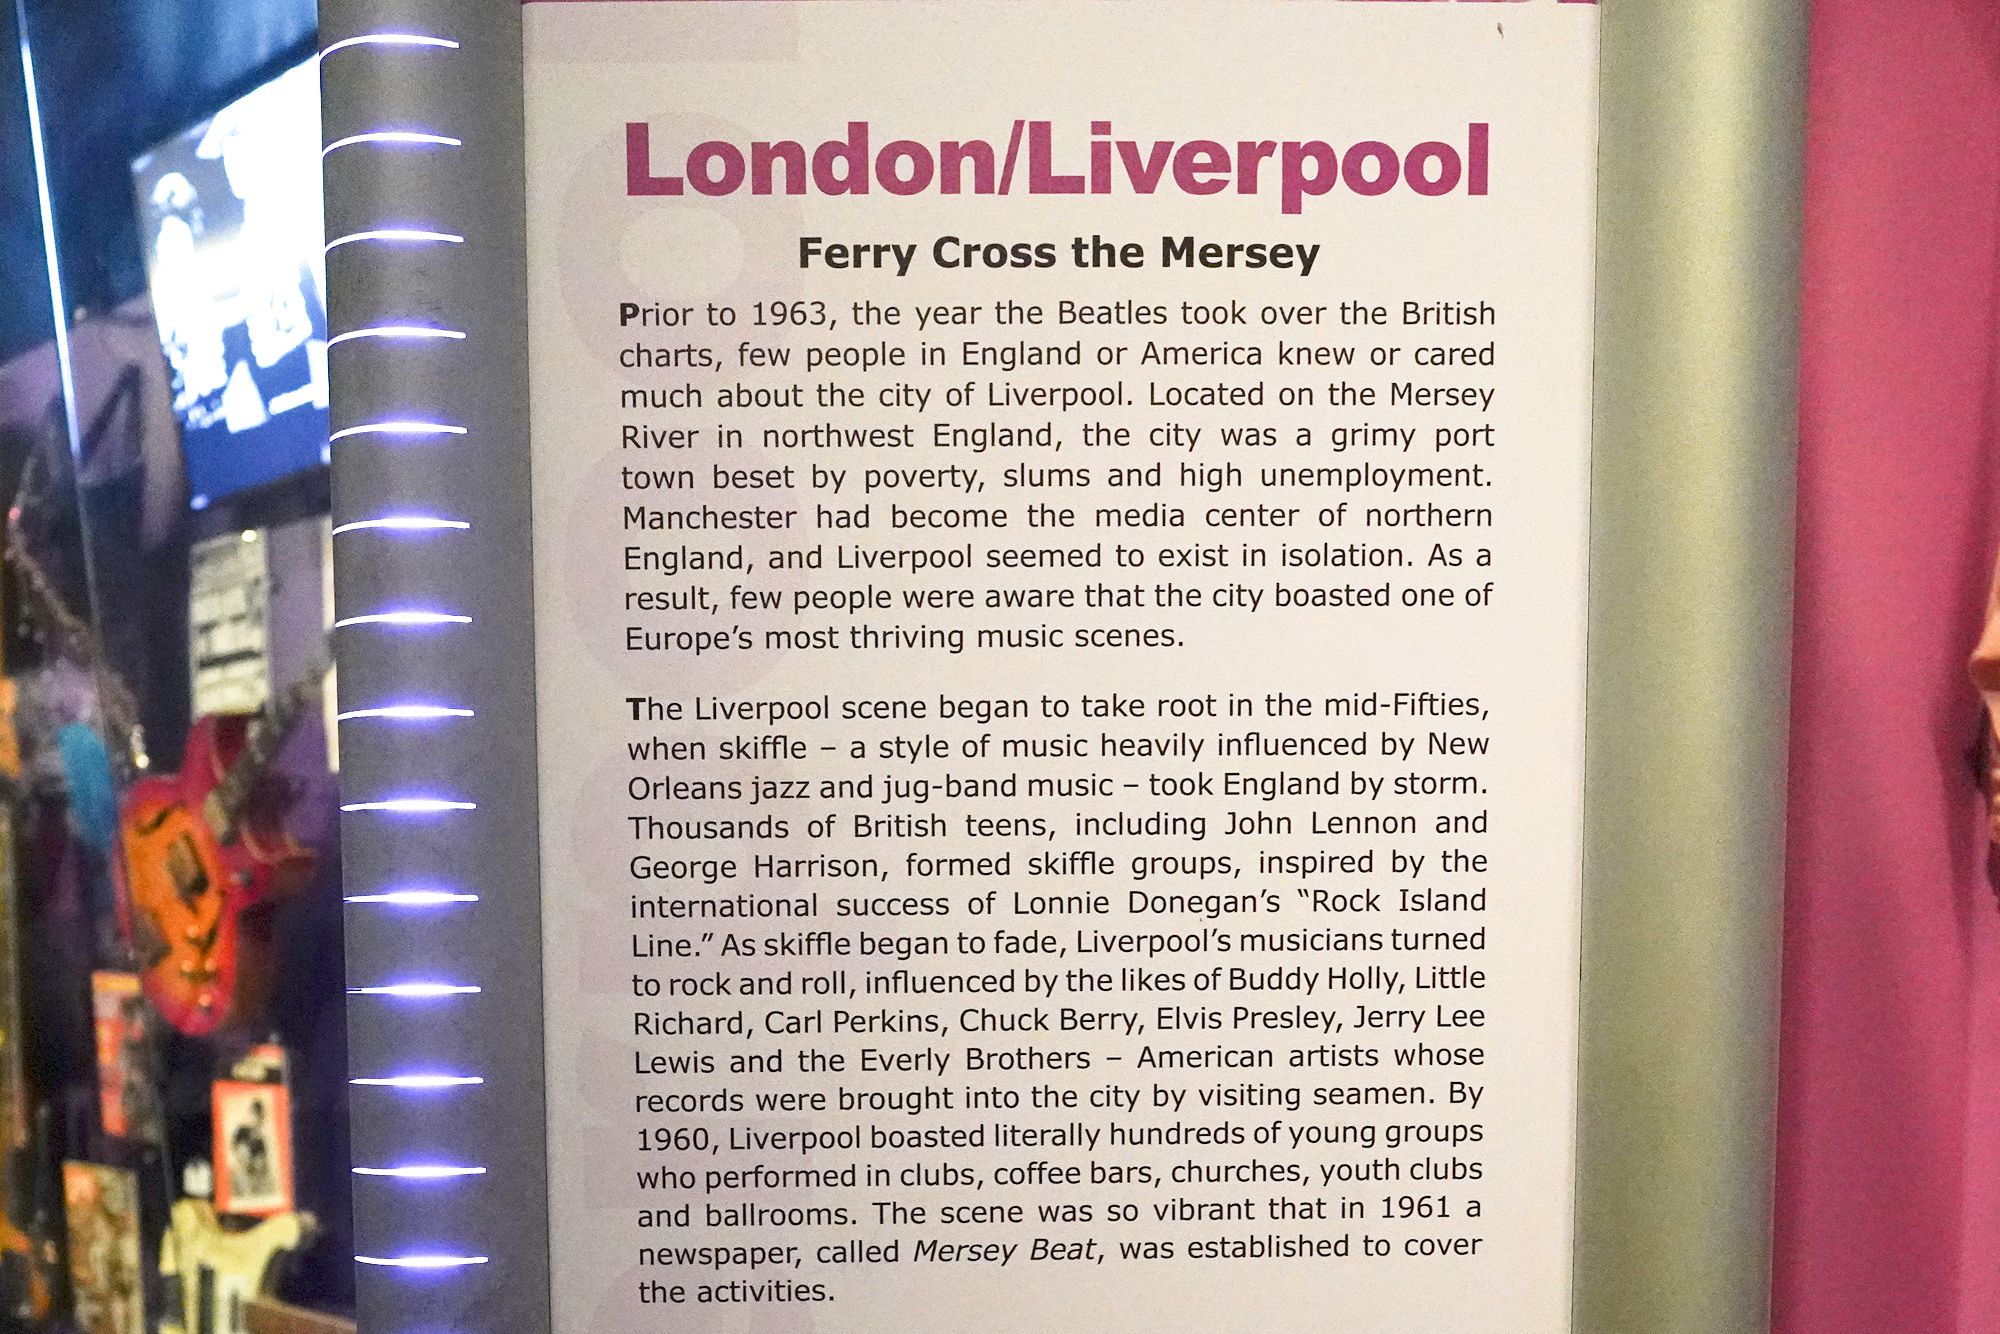 London/Liverpool
Ferry Cross the Mersey
Prior to 1963, the year the Beatles took over the British
charts, few people in England or America knew or cared
much about the city of Liverpool. Located on the Mersey
River in northwest England, the city was a grimy port
town beset by poverty, slums and high unemployment.
Manchester had become the media center of northern
England, and Liverpool seemed to exist in isolation. As a
result, few people were aware that the city boasted one of
Europe’s most thriving music scenes.
The Liverpool scene began to take root in the mid-Fifties,
when skiffle – a style of music heavily influenced by New
Orleans jazz and jug-band music – took England by storm.
Thousands of British teens, including John Lennon and
George Harrison, formed skiffle groups, inspired by the
international success of Lonnie Donegan’s “Rock Island
Line.” As skiffle began to fade, Liverpool’s musicians turned
to rock and roll, influenced by the likes of Buddy Holly, Little
Richard, Carl Perkins, Chuck Berry, Elvis Presley, Jerry Lee
Lewis and the Everly Brothers – American artists whose
records were brought into the city by visiting seamen. By
1960, Liverpool boasted literally hundreds of young groups
who performed in clubs, coffee bars, churches, youth clubs
and ballrooms. The scene was so vibrant that in 1961 a
newspaper, called Mersey Beat, was established to cover
the activities.